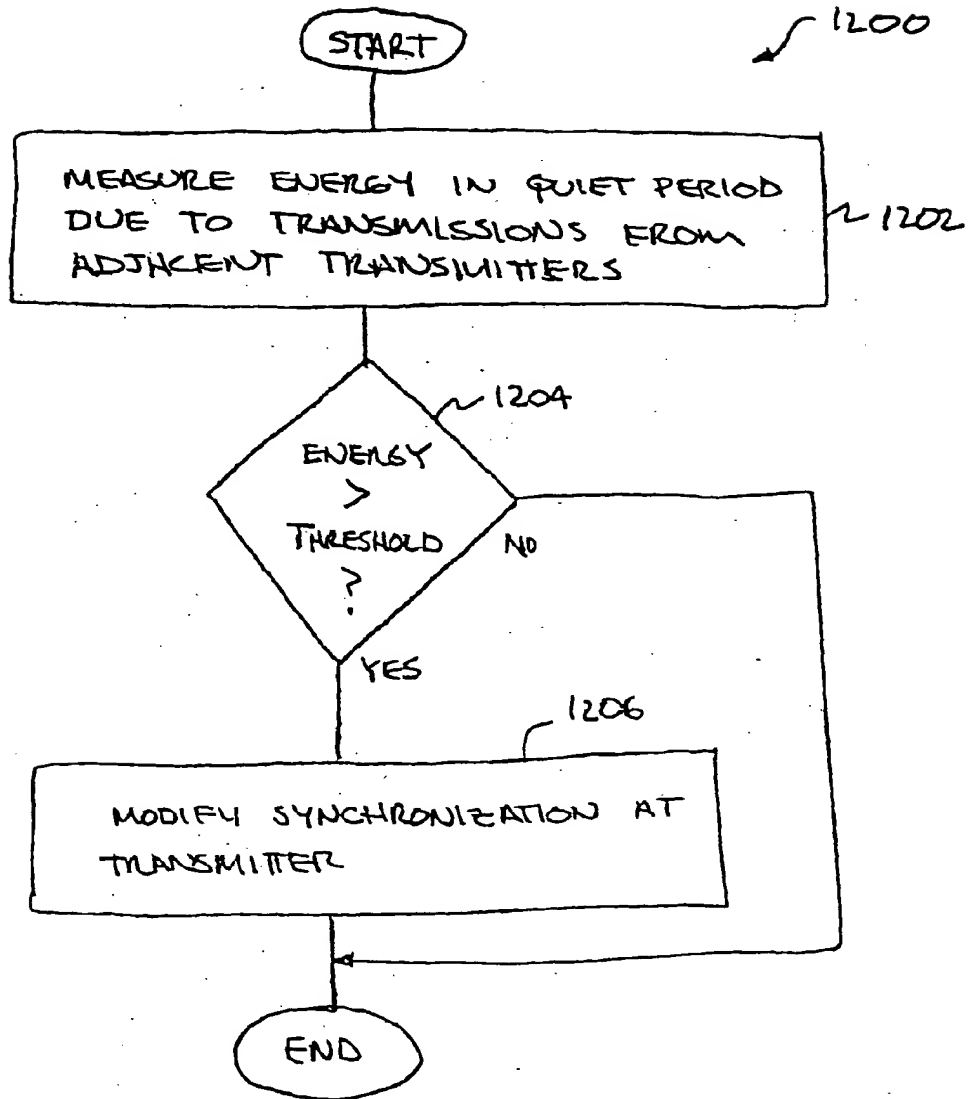 START
1200
MEASURE ENERGY IN QUIET PERIOD
DUE TO TRANSMISSIONS FROM
ADJACENT TRANSMITTERS
1202
1204
ENERGY
>
THRESHOLD
?
NO
YES
1206
MODIFY SYNCHRONIZATION AT
TRANSMITTER
END